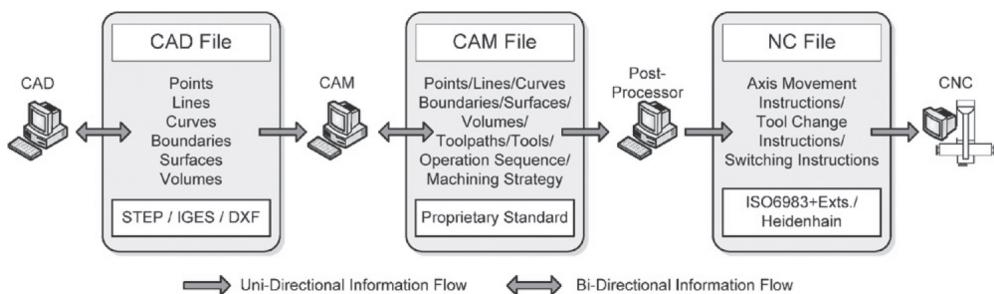 CAD
CAD File
Points
Lines
Curves
Boundaries
Surfaces
Volumes
STEP / IGES / DXF
CAM
CAM File
Points/Lines/Curves
Boundaries/Surfaces/
Volumes/
Toolpaths/Tools/
Operation Sequence/
Machining Strategy
Proprietary Standard
Post-
Processor
NC File
Axis Movement
Instructions/
Tool Change
Instructions/
Switching Instructions
ISO6983+Exts./
Heidenhain
CNC
Uni-Directional Information Flow
Bi-Directional Information Flow